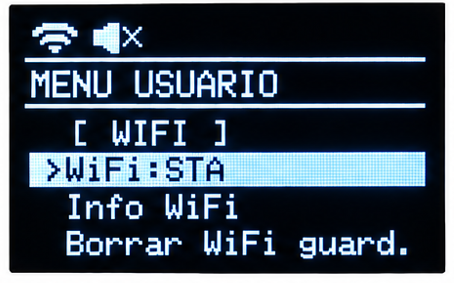 MENU USUARIO
[ WIFI ]
>WiFi:STA
Info WiFi
Borrar WiFi guard.